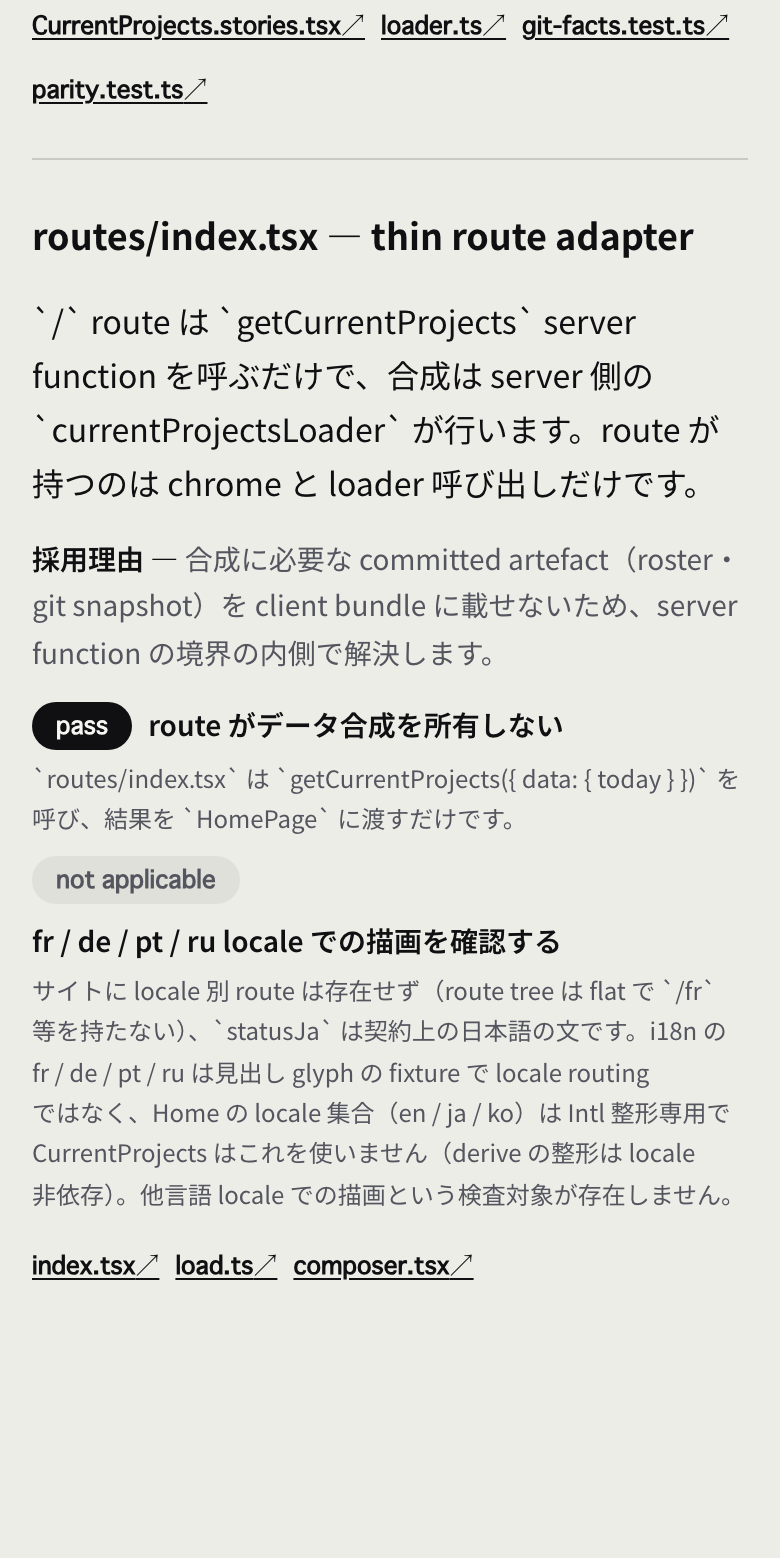 CurrentProjects.stories.tsx↗ loader.ts↗ git-facts.test.ts↗
parity.test.ts↗
routes/index.tsx — thin route adapter
`/` route は `getCurrentProjects` server
function を呼ぶだけで、合成は server 側の
`currentProjectsLoader` が行います。route が
持つのは chrome と loader 呼び出しだけです。
採用理由 — 合成に必要な committed artefact（roster・
git snapshot）を client bundle に載せないため、server
function の境界の内側で解決します。
pass route がデータ合成を所有しない
`routes/index.tsx` は `getCurrentProjects({ data: { today } })` を
呼び、結果を `HomePage` に渡すだけです。
not applicable
fr / de / pt / ru locale での描画を確認する
サイトに locale 別 route は存在せず（route tree は flat で `/fr`
等を持たない）、`statusJa` は契約上の日本語の文です。i18n の
fr / de / pt / ru は見出し glyph の fixture で locale routing
ではなく、Home の locale 集合（en / ja / ko）は Intl 整形専用で
CurrentProjects はこれを使いません（derive の整形は locale
非依存）。他言語 locale での描画という検査対象が存在しません。
index.tsx↗ load.ts↗ composer.tsx↗